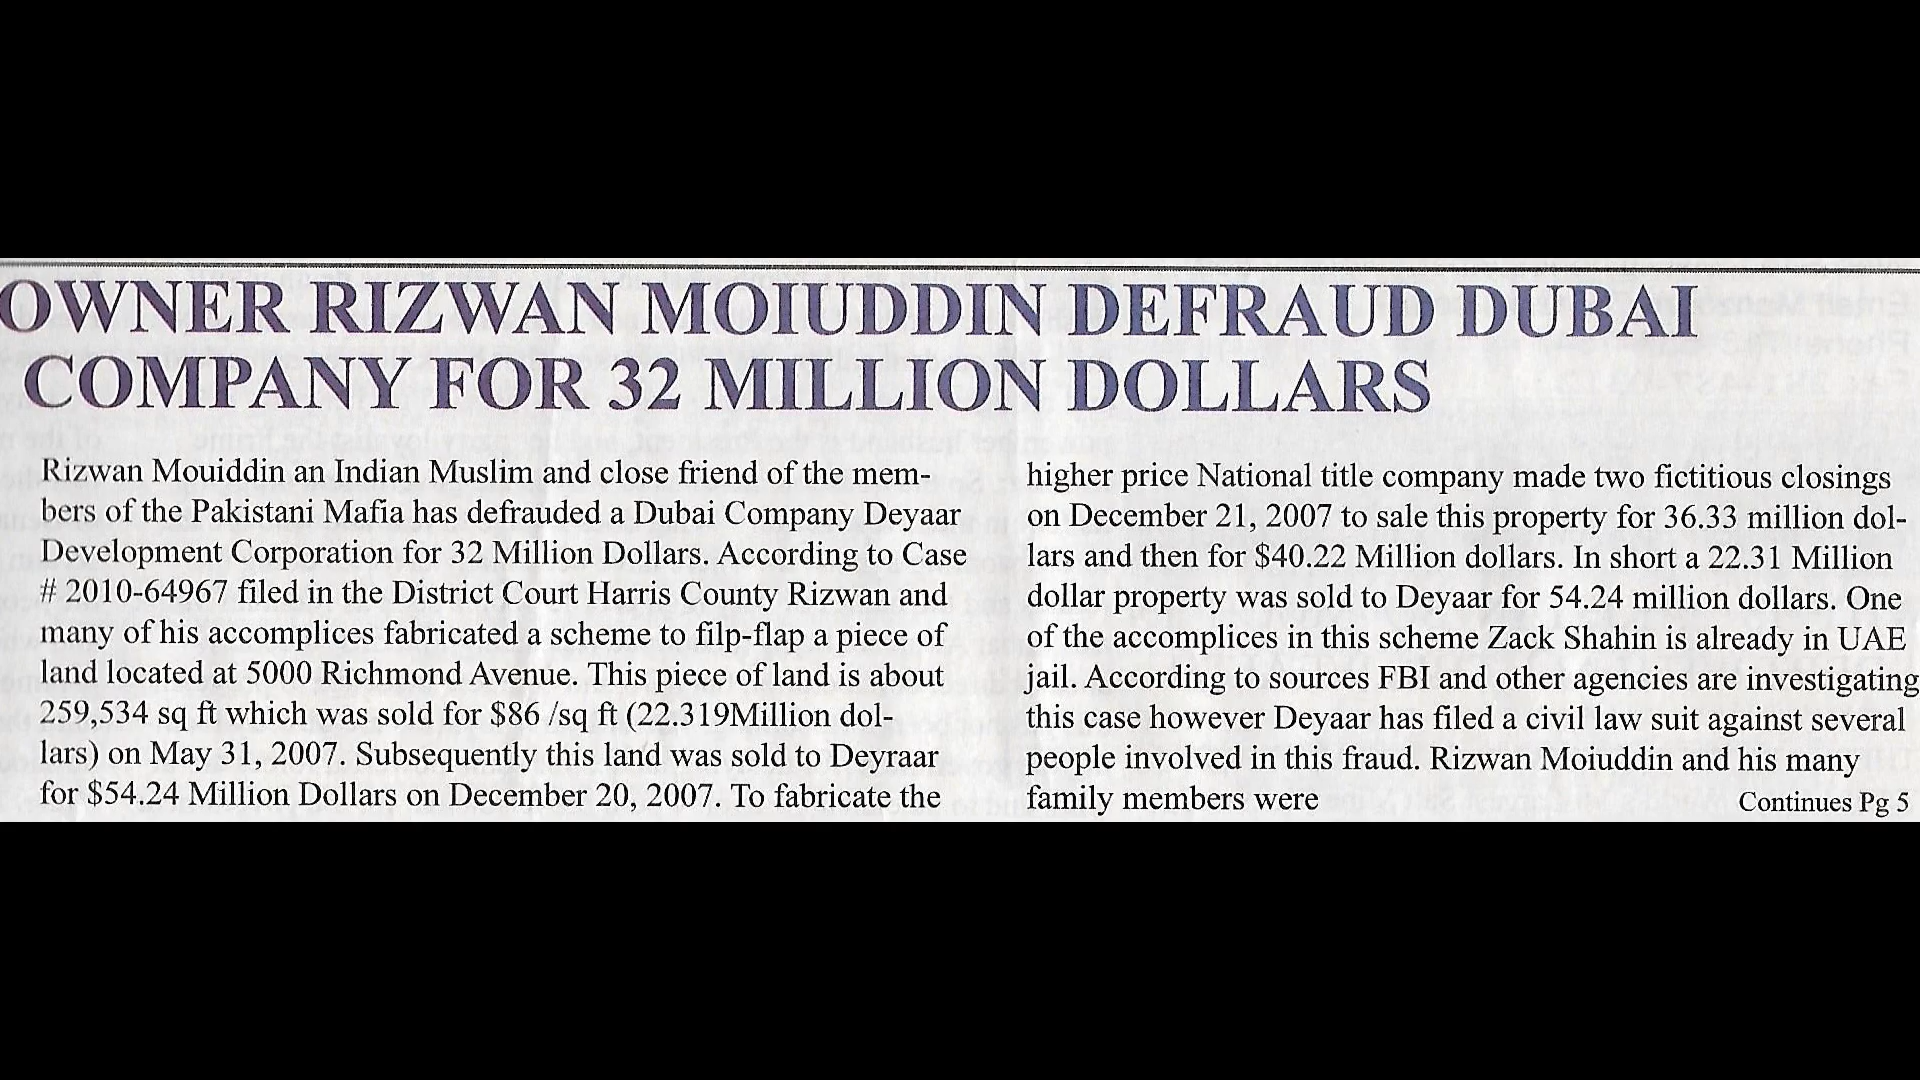 OWNER RIZWAN MOIUDDIN DEFRAUD DUBAI
COMPANY FOR 32 MILLION DOLLARS
Rizwan Mouiddin an Indian Muslim and close friend of the mem-
bers of the Pakistani Mafia has defrauded a Dubai Company Deyaar
Development Corporation for 32 Million Dollars. According to Case
# 2010-64967 filed in the District Court Harris County Rizwan and
many of his accomplices fabricated a scheme to filp-flap a piece of
land located at 5000 Richmond Avenue. This piece of land is about
259,534 sq ft which was sold for $86 /sq ft (22.319Million dol-
lars) on May 31, 2007. Subsequently this land was sold to Deyraar
for $54.24 Million Dollars on December 20, 2007. To fabricate the
higher price National title company made two fictitious closings
on December 21, 2007 to sale this property for 36.33 million dol-
lars and then for $40.22 Million dollars. In short a 22.31 Million
dollar property was sold to Deyaar for 54.24 million dollars. One
of the accomplices in this scheme Zack Shahin is already in UAE
jail. According to sources FBI and other agencies are investigating
this case however Deyaar has filed a civil law suit against several
people involved in this fraud. Rizwan Moiuddin and his many
family members were
Continues Pg 5